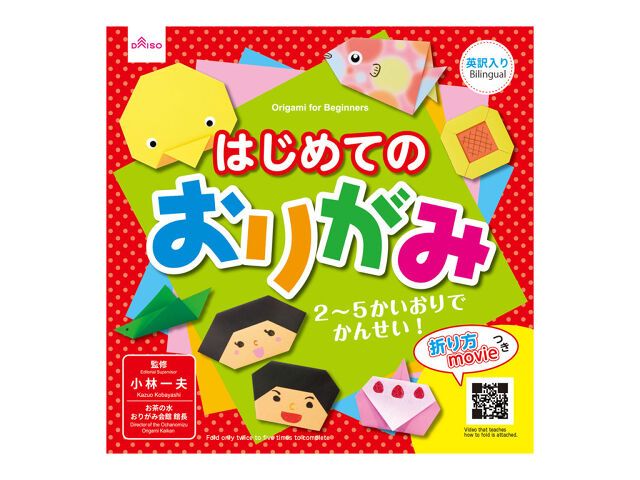 DAISO
英訳入り
Bilingual
Origami for Beginners
はじめての
おりがみ
2～5かいおりで
かんせい！
折り方
movie
つき
監修
Editorial Supervisor
小林一夫
Kazuo Kobayashi
お茶の水
おりがみ会館 館長
Director of the Ochanomizu
Origami Kaikan
Fold only twice to five times to complete
Video that teaches
how to fold is attached.